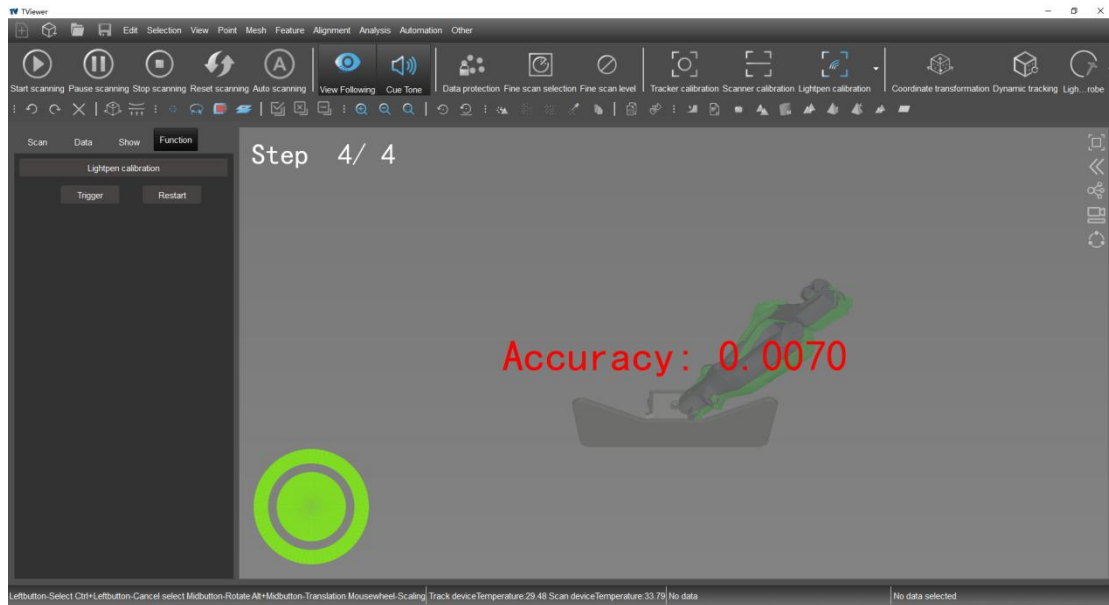 TViewer
Edit Selection View Point Mesh Feature Alignment Analysis Automation Other
Start scanning Pause scanning Stop scanning Reset scanning Auto scanning View Following Cue Tone Data protection Fine scan selection Fine scan level Tracker calibration Scanner calibration Lightpen calibration Coordinate transformation Dynamic tracking Ligh...robe
Scan Data Show Function
Lightpen calibration
Trigger Restart
Step 4/ 4
Accuracy: 0.0070
Leftbutton-Select Ctrl+Leftbutton-Cancel select Midbutton-Rotate Alt+Midbutton-Translation Mousewheel-Scaling Track deviceTemperature:29.48 Scan deviceTemperature:33.79 No data No data selected